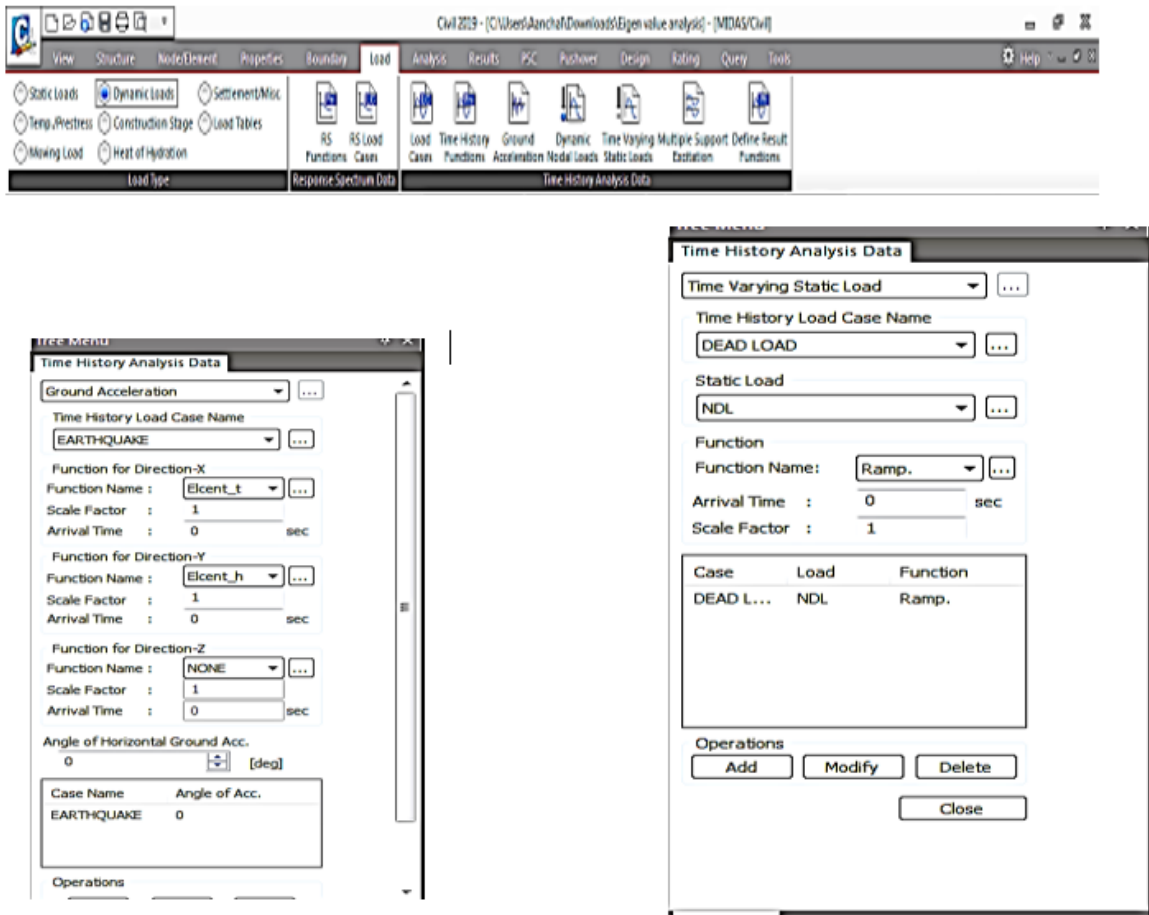 Civil 2019 - [C:\Users\Aanchal\Downloads\Eigen value analysis] - [MIDAS/Civil]
View Structure Node/Element Properties Boundary Load Analysis Results PSC Pushover Design Rating Query Tools Help
Static Loads Dynamic Loads Settlement/Misc.
Temp./Prestress Construction Stage Load Tables
Moving Load Heat of Hydration
RS Functions
RS Load Cases
Load Cases
Time History Functions
Ground Acceleration
Dynamic Nodal Loads
Time Varying Static Loads
Multiple Support Excitation
Define Result Functions
Load Type Response Spectrum Data Time History Analysis Data
Tree Menu
Time History Analysis Data
Ground Acceleration ...
Time History Load Case Name
EARTHQUAKE ...
Function for Direction-X
Function Name : Elcent_t ...
Scale Factor : 1
Arrival Time : 0 sec
Function for Direction-Y
Function Name : Elcent_h ...
Scale Factor : 1
Arrival Time : 0 sec
Function for Direction-Z
Function Name : NONE ...
Scale Factor : 1
Arrival Time : 0 sec
Angle of Horizontal Ground Acc.
0 [deg]
Case Name Angle of Acc.
EARTHQUAKE 0
Operations
Tree Menu
Time History Analysis Data
Time Varying Static Load ...
Time History Load Case Name
DEAD LOAD ...
Static Load
NDL ...
Function
Function Name: Ramp. ...
Arrival Time : 0 sec
Scale Factor : 1
Case Load Function
DEAD L... NDL Ramp.
Operations
Add Modify Delete
Close